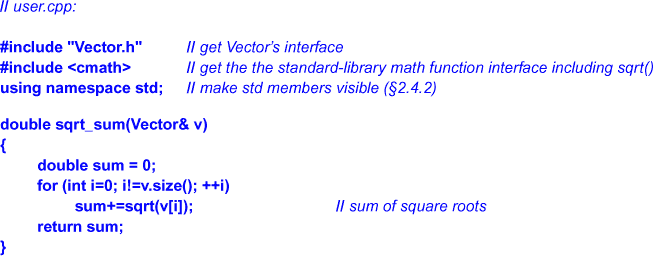 // user.cpp:
#include "Vector.h" // get Vector’s interface
#include <cmath> // get the the standard-library math function interface including sqrt()
using namespace std; // make std members visible (§2.4.2)
double sqrt_sum(Vector& v)
{
double sum = 0;
for (int i=0; i!=v.size(); ++i)
sum+=sqrt(v[i]); // sum of square roots
return sum;
}